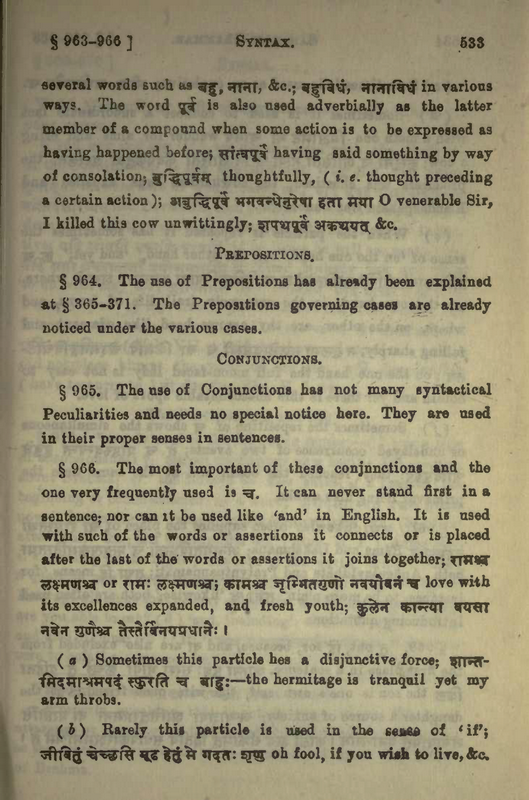 § 963-966 ] SYNTAX. 533
several words such as बहु, नाना, &c.; बहुविधं, नानाविधं in various
ways. The word पूर्व is also used adverbially as the latter
member of a compound when some action is to be expressed as
having happened before; सांत्वपूर्वं having said something by way
of consolation; बुद्धिपूर्वम् thoughtfully, ( i. e. thought preceding
a certain action ); अबुद्धिपूर्वं भगवन्धेनुरेषा हता मया O venerable Sir,
I killed this cow unwittingly; शपथपूर्वं अकथयत् &c.
PREPOSITIONS.
§ 964. The use of Prepositions has already been explained
at § 365-371. The Prepositions governing cases are already
noticed under the various cases.
CONJUNCTIONS.
§ 965. The use of Conjunctions has not many syntactical
Peculiarities and needs no special notice here. They are used
in their proper senses in sentences.
§ 966. The most important of these conjnnctions and the
one very frequently used is च. It can never stand first in a
sentence; nor can it be used like ‘and’ in English. It is used
with such of the words or assertions it connects or is placed
after the last of the words or assertions it joins together; रामश्च
लक्ष्मणश्च or रामः लक्ष्मणश्च; कामश्च जृम्भितगुणो नवयौवनं च love with
its excellences expanded, and fresh youth; कुलेन कान्त्या वयसा
नवेन गुणैश्च तैस्तैर्विनयप्रधानैः ।
( a ) Sometimes this particle hes a disjunctive force; शान्त-
मिदमाश्रमपदं स्फुरति च बाहुः—the hermitage is tranquil yet my
arm throbs.
( b ) Rarely this particle is used in the sense of ‘if’;
जीवितुं चेच्छसि मूढ हेतुं मे गदतः शृणु oh fool, if you wish to live, &c.